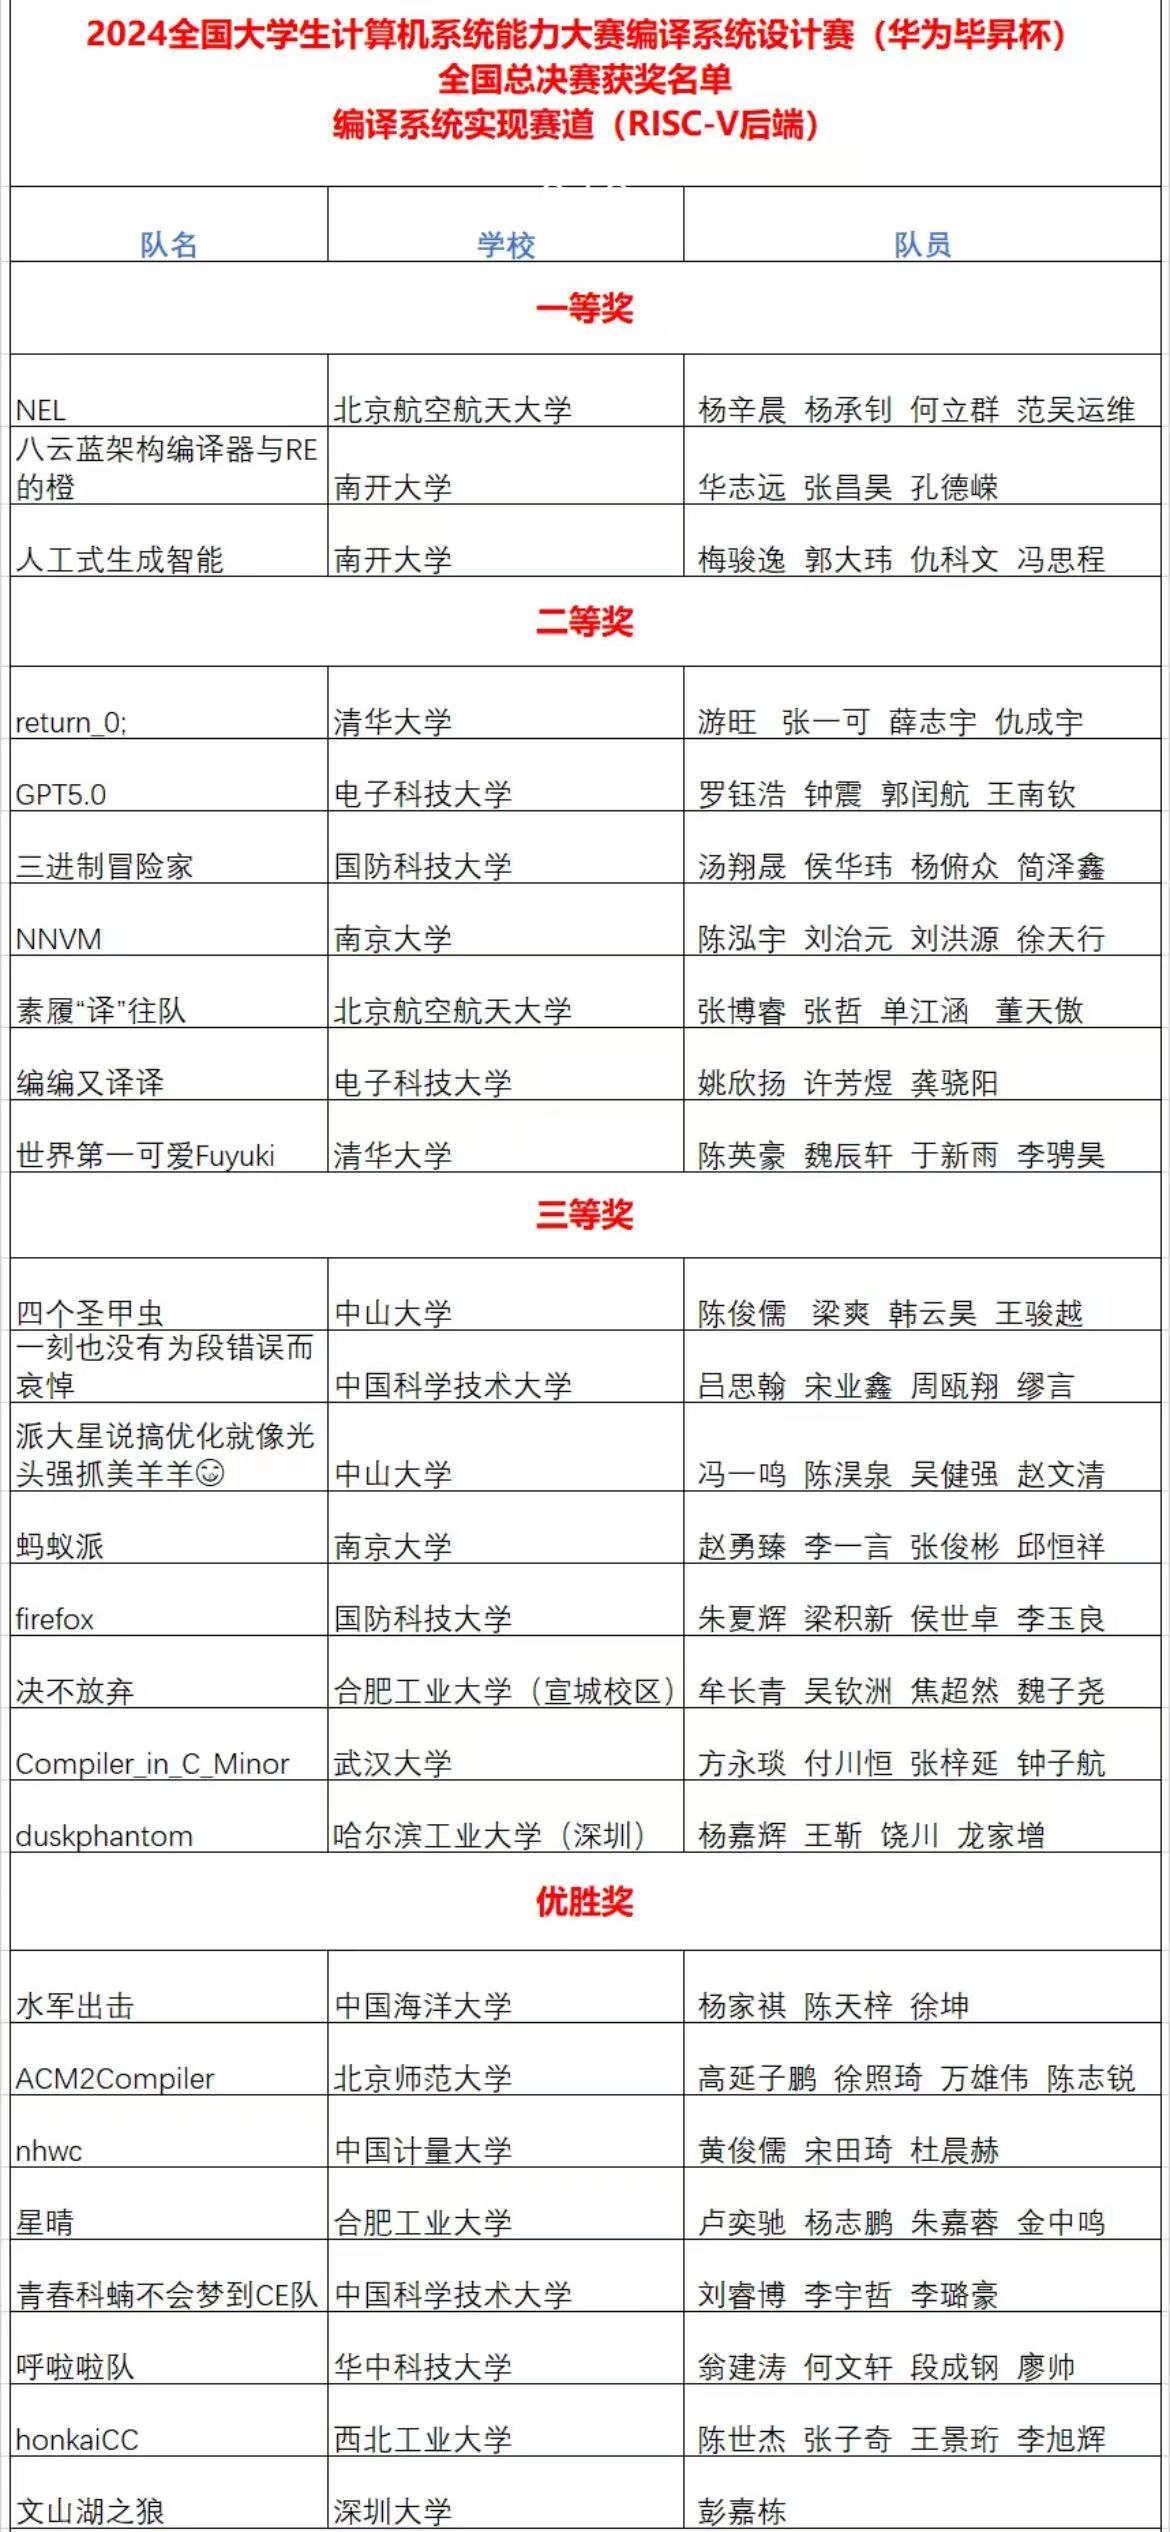 2024全国大学生计算机系统能力大赛编译系统设计赛（华为毕昇杯）
全国总决赛获奖名单
编译系统实现赛道（RISC-V后端）
队名 学校 队员
一等奖
NEL 北京航空航天大学 杨辛晨 杨承钊 何立群 范吴运维
八云蓝架构编译器与RE
的橙 南开大学 华志远 张昌昊 孔德嵘
人工式生成智能 南开大学 梅骏逸 郭大玮 仇科文 冯思程
二等奖
return_0; 清华大学 游旺 张一可 薛志宇 仇成宇
GPT5.0 电子科技大学 罗钰浩 钟震 郭闰航 王南钦
三进制冒险家 国防科技大学 汤翔晟 侯华玮 杨俯众 简泽鑫
NNVM 南京大学 陈泓宇 刘治元 刘洪源 徐天行
素履“译”往队 北京航空航天大学 张博睿 张哲 单江涵 董天傲
编编又译译 电子科技大学 姚欣扬 许芳煜 龚骁阳
世界第一可爱Fuyuki 清华大学 陈英豪 魏辰轩 于新雨 李骋昊
三等奖
四个圣甲虫 中山大学 陈俊儒 梁爽 韩云昊 王骏越
一刻也没有为段错误而
哀悼 中国科学技术大学 吕思翰 宋业鑫 周瓯翔 缪言
派大星说搞优化就像光
头强抓美羊羊😋 中山大学 冯一鸣 陈淏泉 吴健强 赵文清
蚂蚁派 南京大学 赵勇臻 李一言 张俊彬 邱恒祥
firefox 国防科技大学 朱夏辉 梁积新 侯世卓 李玉良
决不放弃 合肥工业大学（宣城校区） 牟长青 吴钦洲 焦超然 魏子尧
Compiler_in_C_Minor 武汉大学 方永琰 付川恒 张梓延 钟子航
duskphantom 哈尔滨工业大学（深圳） 杨嘉辉 王靳 饶川 龙家增
优胜奖
水军出击 中国海洋大学 杨家祺 陈天梓 徐坤
ACM2Compiler 北京师范大学 高延子鹏 徐照琦 万雄伟 陈志锐
nhwc 中国计量大学 黄俊儒 宋田琦 杜晨赫
星晴 合肥工业大学 卢奕驰 杨志鹏 朱嘉蓉 金中鸣
青春科蝻不会梦到CE队 中国科学技术大学 刘睿博 李宇哲 李璐豪
呼啦啦队 华中科技大学 翁建涛 何文轩 段成钢 廖帅
honkaiCC 西北工业大学 陈世杰 张子奇 王景珩 李旭辉
文山湖之狼 深圳大学 彭嘉栋